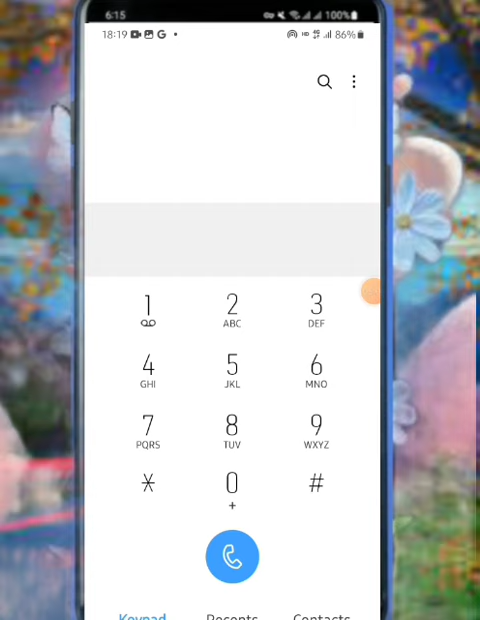 6:15 100%
18:19 G HD 86%
1 2 3
ABC DEF
4 5 6
GHI JKL MNO
7 8 9
PQRS TUV WXYZ
* 0 #
+
Keypad Recents Contacts